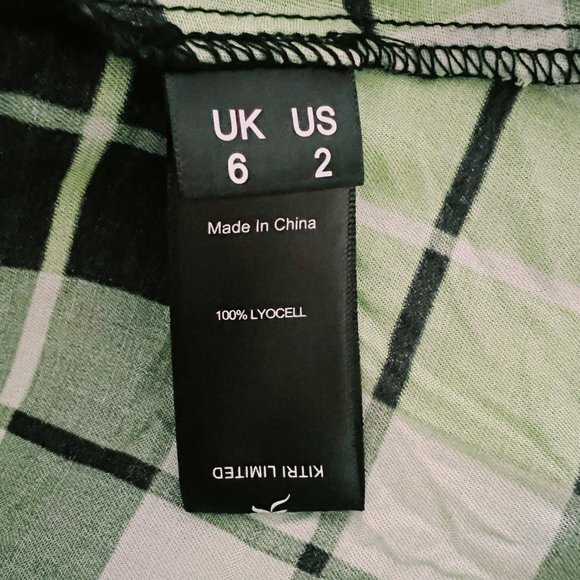 UK US
6 2
Made In China
100% LYOCELL
KITRI LIMITED